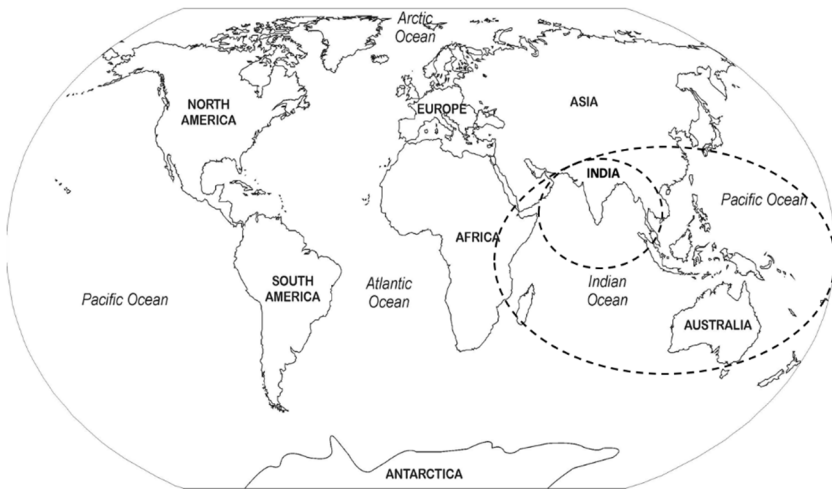 Arctic
Ocean
NORTH
AMERICA
EUROPE
ASIA
INDIA
Pacific Ocean
AFRICA
SOUTH
AMERICA
Atlantic
Ocean
Indian
Ocean
Pacific Ocean
AUSTRALIA
ANTARCTICA